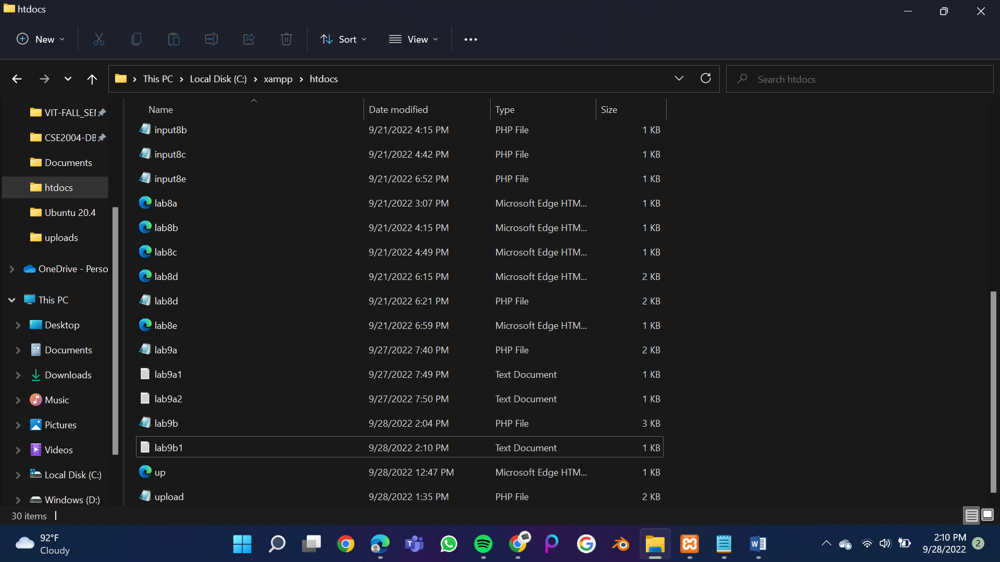 htdocs
New
Sort
View
This PC
Local Disk (C:)
xampp
htdocs
Search htdocs
Name
Date modified
Type
Size
VIT-FALL_SEI
CSE2004-DB
Documents
htdocs
Ubuntu 20.4
uploads
OneDrive - Perso
This PC
Desktop
Documents
Downloads
Music
Pictures
Videos
Local Disk (C:)
Windows (D:)
input8b 9/21/2022 4:15 PM PHP File 1 KB
input8c 9/21/2022 4:42 PM PHP File 1 KB
input8e 9/21/2022 6:52 PM PHP File 1 KB
lab8a 9/21/2022 3:07 PM Microsoft Edge HTM... 1 KB
lab8b 9/21/2022 4:15 PM Microsoft Edge HTM... 1 KB
lab8c 9/21/2022 4:49 PM Microsoft Edge HTM... 1 KB
lab8d 9/21/2022 6:15 PM Microsoft Edge HTM... 2 KB
lab8d 9/21/2022 6:21 PM PHP File 2 KB
lab8e 9/21/2022 6:59 PM Microsoft Edge HTM... 1 KB
lab9a 9/27/2022 7:40 PM PHP File 2 KB
lab9a1 9/27/2022 7:49 PM Text Document 1 KB
lab9a2 9/27/2022 7:50 PM Text Document 1 KB
lab9b 9/28/2022 2:04 PM PHP File 3 KB
lab9b1 9/28/2022 2:10 PM Text Document 1 KB
up 9/28/2022 12:47 PM Microsoft Edge HTM... 1 KB
upload 9/28/2022 1:35 PM PHP File 2 KB
30 items
92°F
Cloudy
2:10 PM
9/28/2022
2